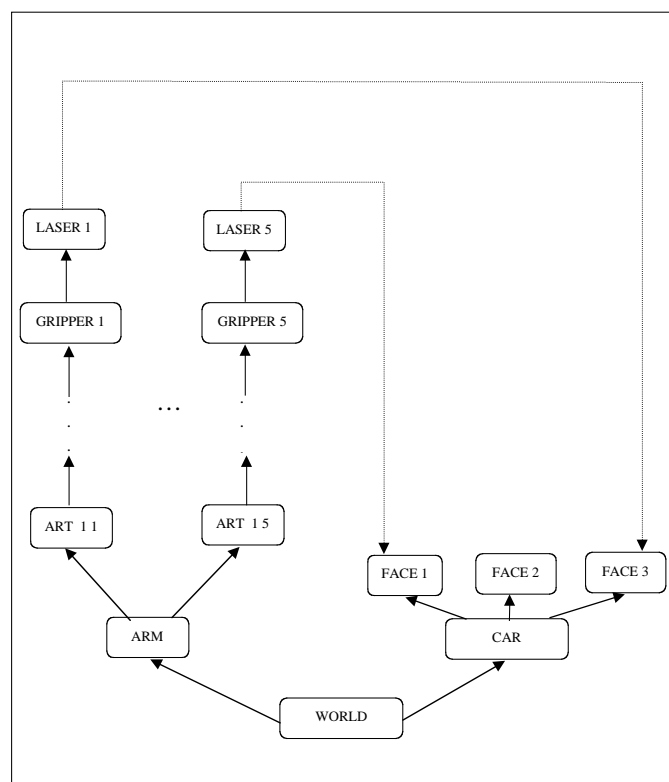 LASER 1
LASER 5
GRIPPER 1
GRIPPER 5
...
ART 1 1
ART 1 5
FACE 1
FACE 2
FACE 3
ARM
CAR
WORLD